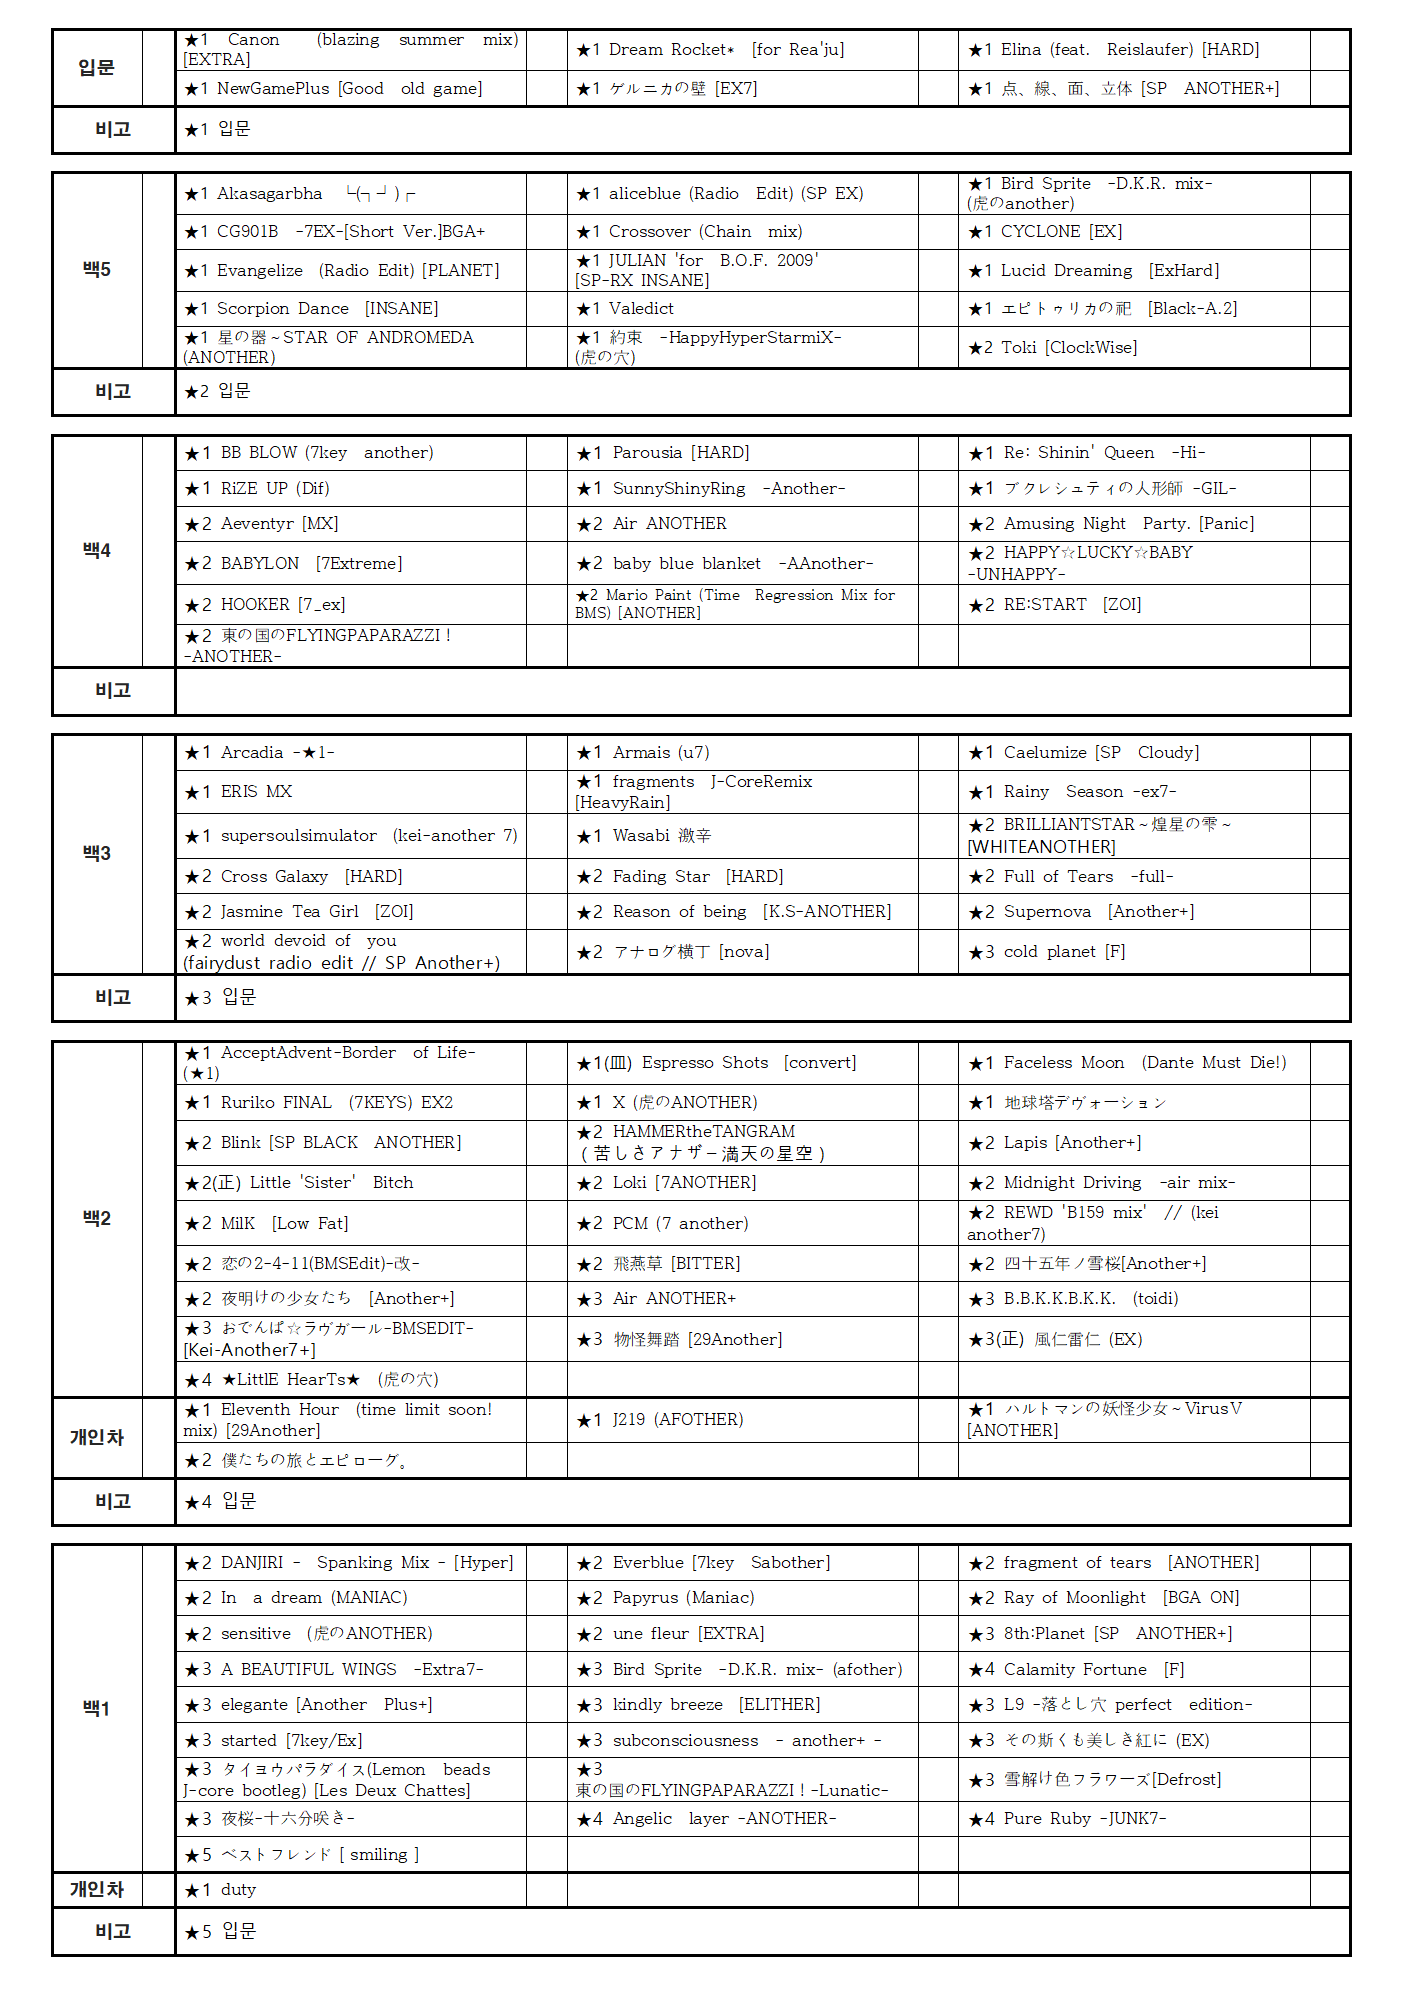 입문
★1 Canon (blazing summer mix)
[EXTRA]
★1 Dream Rocket* [for Rea'ju]
★1 Elina (feat. Reislaufer) [HARD]
★1 NewGamePlus [Good old game]
★1 ゲルニカの壁 [EX7]
★1 点、線、面、立体 [SP ANOTHER+]
비고
★1 입문
백5
★1 Akasagarbha ┗(┐┘)┌
★1 aliceblue (Radio Edit) (SP EX)
★1 Bird Sprite -D.K.R. mix-
(虎のanother)
★1 CG901B -7EX-[Short Ver.]BGA+
★1 Crossover (Chain mix)
★1 CYCLONE [EX]
★1 Evangelize (Radio Edit) [PLANET]
★1 JULIAN 'for B.O.F. 2009'
[SP-RX INSANE]
★1 Lucid Dreaming [ExHard]
★1 Scorpion Dance [INSANE]
★1 Valedict
★1 エピトゥリカの祀 [Black-A.2]
★1 星の器~STAR OF ANDROMEDA
(ANOTHER)
★1 約束 -HappyHyperStarmiX-
(虎の穴)
★2 Toki [ClockWise]
비고
★2 입문
백4
★1 BB BLOW (7key another)
★1 Parousia [HARD]
★1 Re: Shinin' Queen -Hi-
★1 RiZE UP (Dif)
★1 SunnyShinyRing -Another-
★1 ブクレシュティの人形師 -GIL-
★2 Aeventyr [MX]
★2 Air ANOTHER
★2 Amusing Night Party. [Panic]
★2 BABYLON [7Extreme]
★2 baby blue blanket -AAnother-
★2 HAPPY☆LUCKY☆BABY
-UNHAPPY-
★2 HOOKER [7_ex]
★2 Mario Paint (Time Regression Mix for
BMS) [ANOTHER]
★2 RE:START [ZOI]
★2 東の国のFLYINGPAPARAZZI!
-ANOTHER-
비고
백3
★1 Arcadia -★1-
★1 Armais (u7)
★1 Caelumize [SP Cloudy]
★1 ERIS MX
★1 fragments J-CoreRemix
[HeavyRain]
★1 Rainy Season -ex7-
★1 supersoulsimulator (kei-another 7)
★1 Wasabi 激辛
★2 BRILLIANTSTAR~煌星の雫~
[WHITEANOTHER]
★2 Cross Galaxy [HARD]
★2 Fading Star [HARD]
★2 Full of Tears -full-
★2 Jasmine Tea Girl [ZOI]
★2 Reason of being [K.S-ANOTHER]
★2 Supernova [Another+]
★2 world devoid of you
(fairydust radio edit // SP Another+)
★2 アナログ横丁 [nova]
★3 cold planet [F]
비고
★3 입문
백2
★1 AcceptAdvent-Border of Life-
(★1)
★1(皿) Espresso Shots [convert]
★1 Faceless Moon (Dante Must Die!)
★1 Ruriko FINAL (7KEYS) EX2
★1 X (虎のANOTHER)
★1 地球塔デヴォーション
★2 Blink [SP BLACK ANOTHER]
★2 HAMMERtheTANGRAM
(苦しさアナザ-満天の星空)
★2 Lapis [Another+]
★2(正) Little 'Sister' Bitch
★2 Loki [7ANOTHER]
★2 Midnight Driving -air mix-
★2 MilK [Low Fat]
★2 PCM (7 another)
★2 REWD 'B159 mix' // (kei
another7)
★2 恋の2-4-11(BMSEdit)-改-
★2 飛燕草 [BITTER]
★2 四十五年ノ雪桜[Another+]
★2 夜明けの少女たち [Another+]
★3 Air ANOTHER+
★3 B.B.K.K.B.K.K. (toidi)
★3 おでんぱ☆ラヴガール-BMSEDIT-
[Kei-Another7+]
★3 物怪舞踏 [29Another]
★3(正) 風仁雷仁 (EX)
★4 ★LittlE HearTs★ (虎の穴)
개인차
★1 Eleventh Hour (time limit soon!
mix) [29Another]
★1 J219 (AFOTHER)
★1 ハルトマンの妖怪少女~VirusV
[ANOTHER]
★2 僕たちの旅とエピローグ。
비고
★4 입문
백1
★2 DANJIRI - Spanking Mix - [Hyper]
★2 Everblue [7key Sabother]
★2 fragment of tears [ANOTHER]
★2 In a dream (MANIAC)
★2 Papyrus (Maniac)
★2 Ray of Moonlight [BGA ON]
★2 sensitive (虎のANOTHER)
★2 une fleur [EXTRA]
★3 8th:Planet [SP ANOTHER+]
★3 A BEAUTIFUL WINGS -Extra7-
★3 Bird Sprite -D.K.R. mix- (afother)
★4 Calamity Fortune [F]
★3 elegante [Another Plus+]
★3 kindly breeze [ELITHER]
★3 L9 -落とし穴 perfect edition-
★3 started [7key/Ex]
★3 subconsciousness - another+ -
★3 その斯くも美しき紅に (EX)
★3 タイヨウパラダイス(Lemon beads
J-core bootleg) [Les Deux Chattes]
★3
東の国のFLYINGPAPARAZZI!-Lunatic-
★3 雪解け色フラワーズ[Defrost]
★3 夜桜-十六分咲き-
★4 Angelic layer -ANOTHER-
★4 Pure Ruby -JUNK7-
★5 ベストフレンド [ smiling ]
개인차
★1 duty
비고
★5 입문